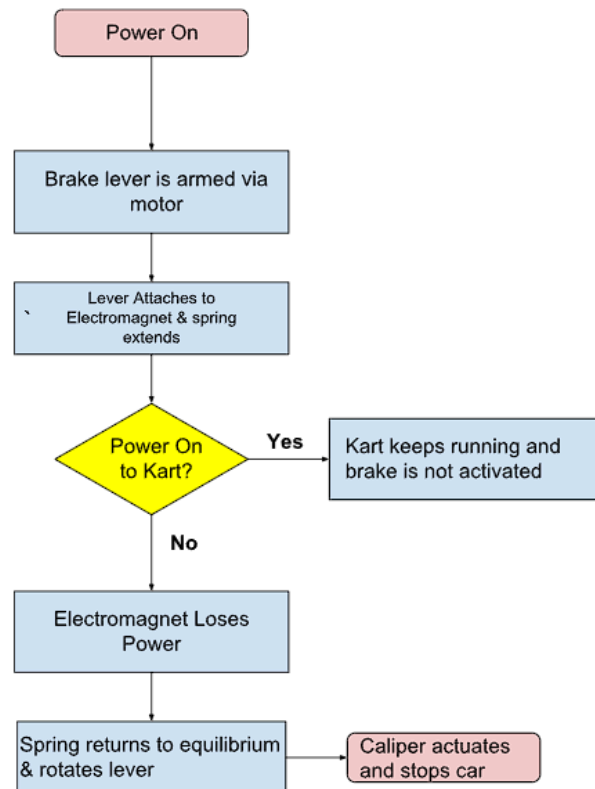 Power On
Brake lever is armed via
motor
`
Lever Attaches to
Electromagnet & spring
extends
Power On
to Kart?
Yes
Kart keeps running and
brake is not activated
No
Electromagnet Loses
Power
Spring returns to equilibrium
& rotates lever
Caliper actuates
and stops car